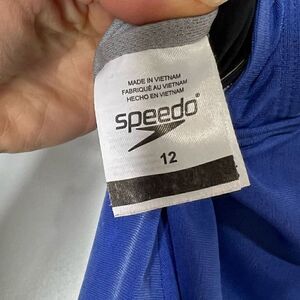 MADE IN VIETNAM
FABRIQUÉ AU VIETNAM
HECHO EN VIETNAM
speedo®
12